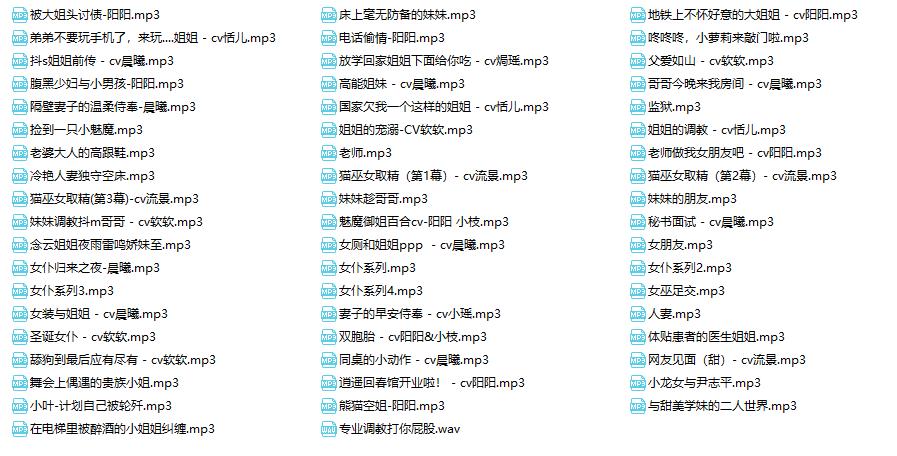 被大姐头讨债-阳阳.mp3
床上毫无防备的妹妹.mp3
地铁上不怀好意的大姐姐 - cv阳阳.mp3
弟弟不要玩手机了，来玩....姐姐 - cv恬儿.mp3
电话偷情-阳阳.mp3
咚咚咚，小萝莉来敲门啦.mp3
抖s姐姐前传 - cv晨曦.mp3
放学回家姐姐下面给你吃 - cv焗瑶.mp3
父爱如山 - cv软软.mp3
腹黑少妇与小男孩-阳阳.mp3
高能姐妹 - cv晨曦.mp3
哥哥今晚来我房间 - cv晨曦.mp3
隔壁妻子的温柔侍奉-晨曦.mp3
国家欠我一个这样的姐姐 - cv恬儿.mp3
监狱.mp3
捡到一只小魅魔.mp3
姐姐的宠溺-CV软软.mp3
姐姐的调教 - cv恬儿.mp3
老婆大人的高跟鞋.mp3
老师.mp3
老师做我女朋友吧 - cv阳阳.mp3
冷艳人妻独守空床.mp3
猫巫女取精（第1幕）- cv流景.mp3
猫巫女取精（第2幕）- cv流景.mp3
猫巫女取精(第3幕)-cv流景.mp3
妹妹趁哥哥.mp3
妹妹的朋友.mp3
妹妹调教抖m哥哥 - cv软软.mp3
魅魔御姐百合cv-阳阳 小枝.mp3
秘书面试 - cv晨曦.mp3
念云姐姐夜雨雷鸣娇妹至.mp3
女厕和姐姐ppp - cv晨曦.mp3
女朋友.mp3
女仆归来之夜-晨曦.mp3
女仆系列.mp3
女仆系列2.mp3
女仆系列3.mp3
女仆系列4.mp3
女巫足交.mp3
女装与姐姐 - cv晨曦.mp3
妻子的早安侍奉 - cv小瑶.mp3
人妻.mp3
圣诞女仆 - cv软软.mp3
双胞胎 - cv阳阳&小枝.mp3
体贴患者的医生姐姐.mp3
舔狗到最后应有尽有 - cv软软.mp3
同桌的小动作 - cv晨曦.mp3
网友见面（甜）- cv流景.mp3
舞会上偶遇的贵族小姐.mp3
逍遥回春馆开业啦！ - cv阳阳.mp3
小龙女与尹志平.mp3
小叶-计划自己被轮歼.mp3
熊猫空姐-阳阳.mp3
与甜美学妹的二人世界.mp3
在电梯里被醉酒的小姐姐纠缠.mp3
专业调教打你屁股.wav